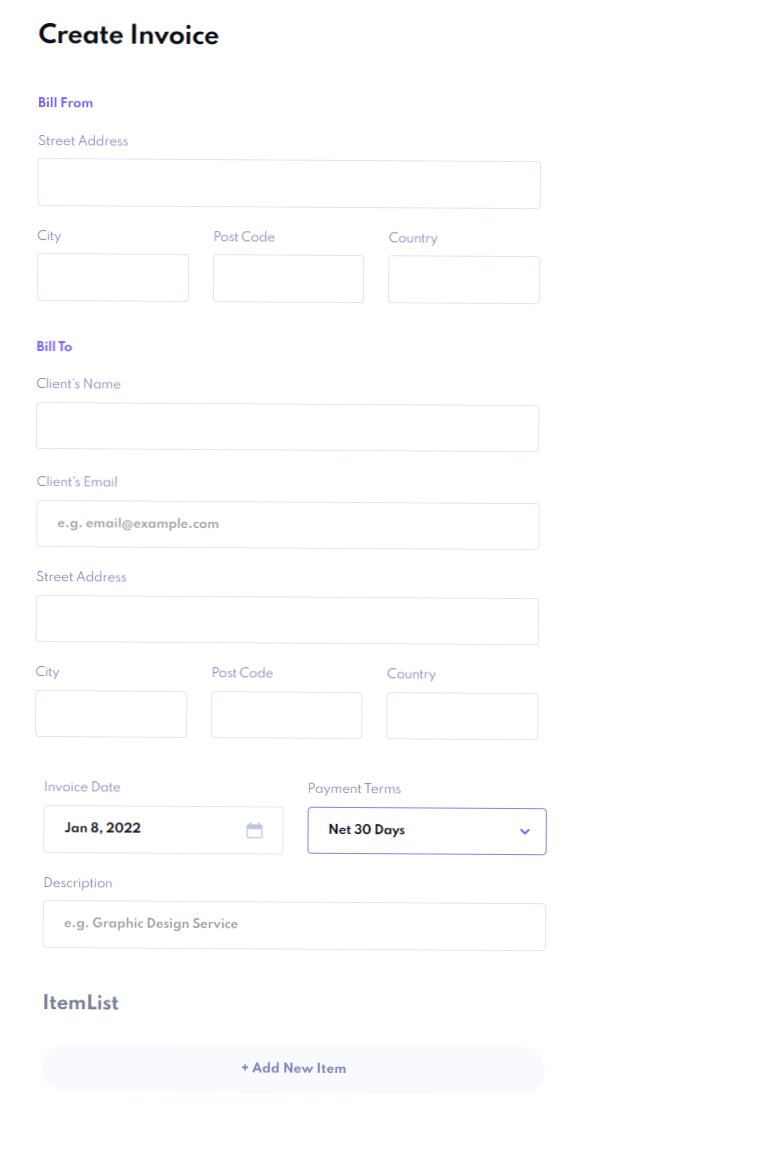 Create Invoice
Bill From
Street Address
City Post Code Country
Bill To
Client's Name
Client's Email
e.g. email@example.com
Street Address
City Post Code Country
Invoice Date Payment Terms
Jan 8, 2022 Net 30 Days
Description
e.g. Graphic Design Service
ItemList
+ Add New Item